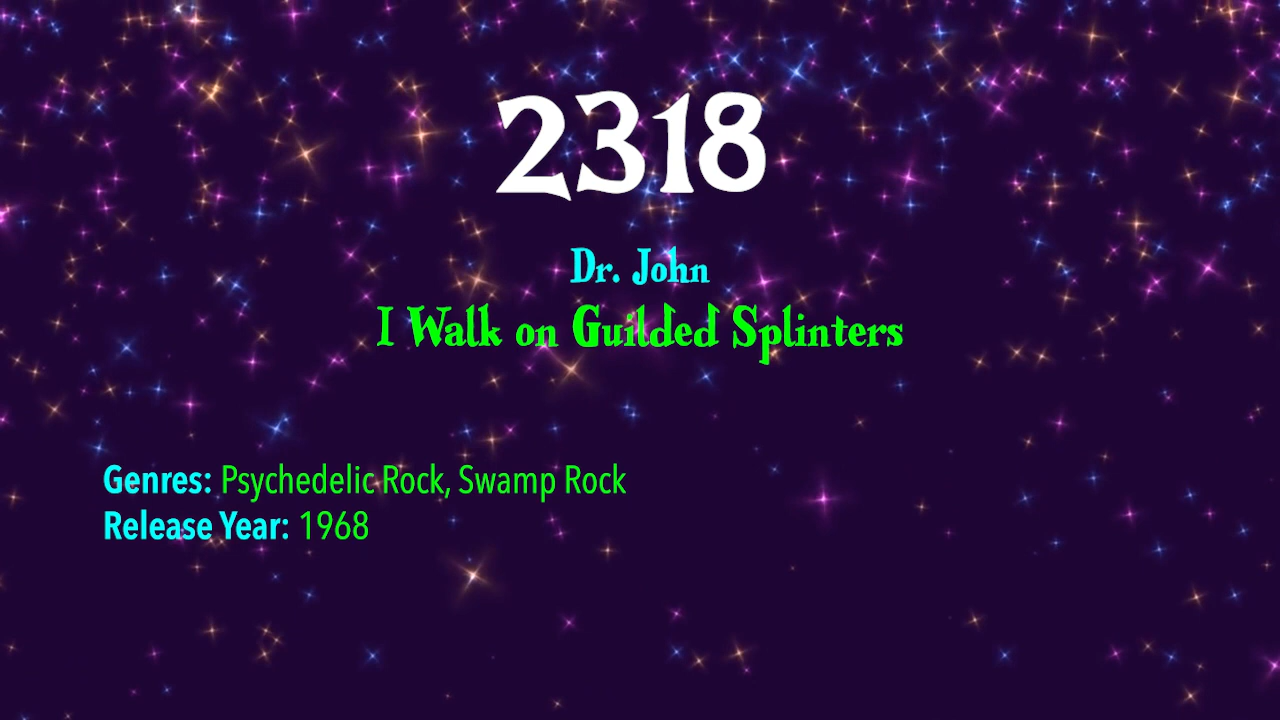 2318
Dr. John
I Walk on Guilded Splinters
Genres: Psychedelic Rock, Swamp Rock
Release Year: 1968